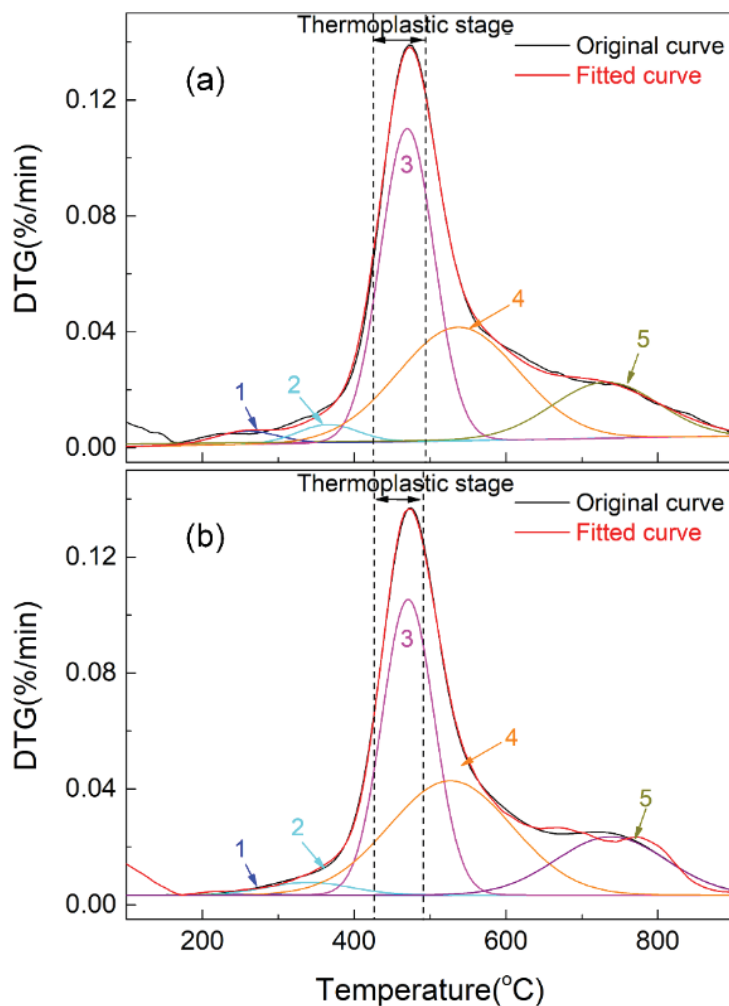 Thermoplastic stage
Original curve
Fitted curve
(a)
0.12
0.08
0.04
0.00
DTG(%/min)
1
2
3
4
5
Thermoplastic stage
Original curve
Fitted curve
(b)
0.12
0.08
0.04
0.00
DTG(%/min)
1
2
3
4
5
200 400 600 800
Temperature(°C)